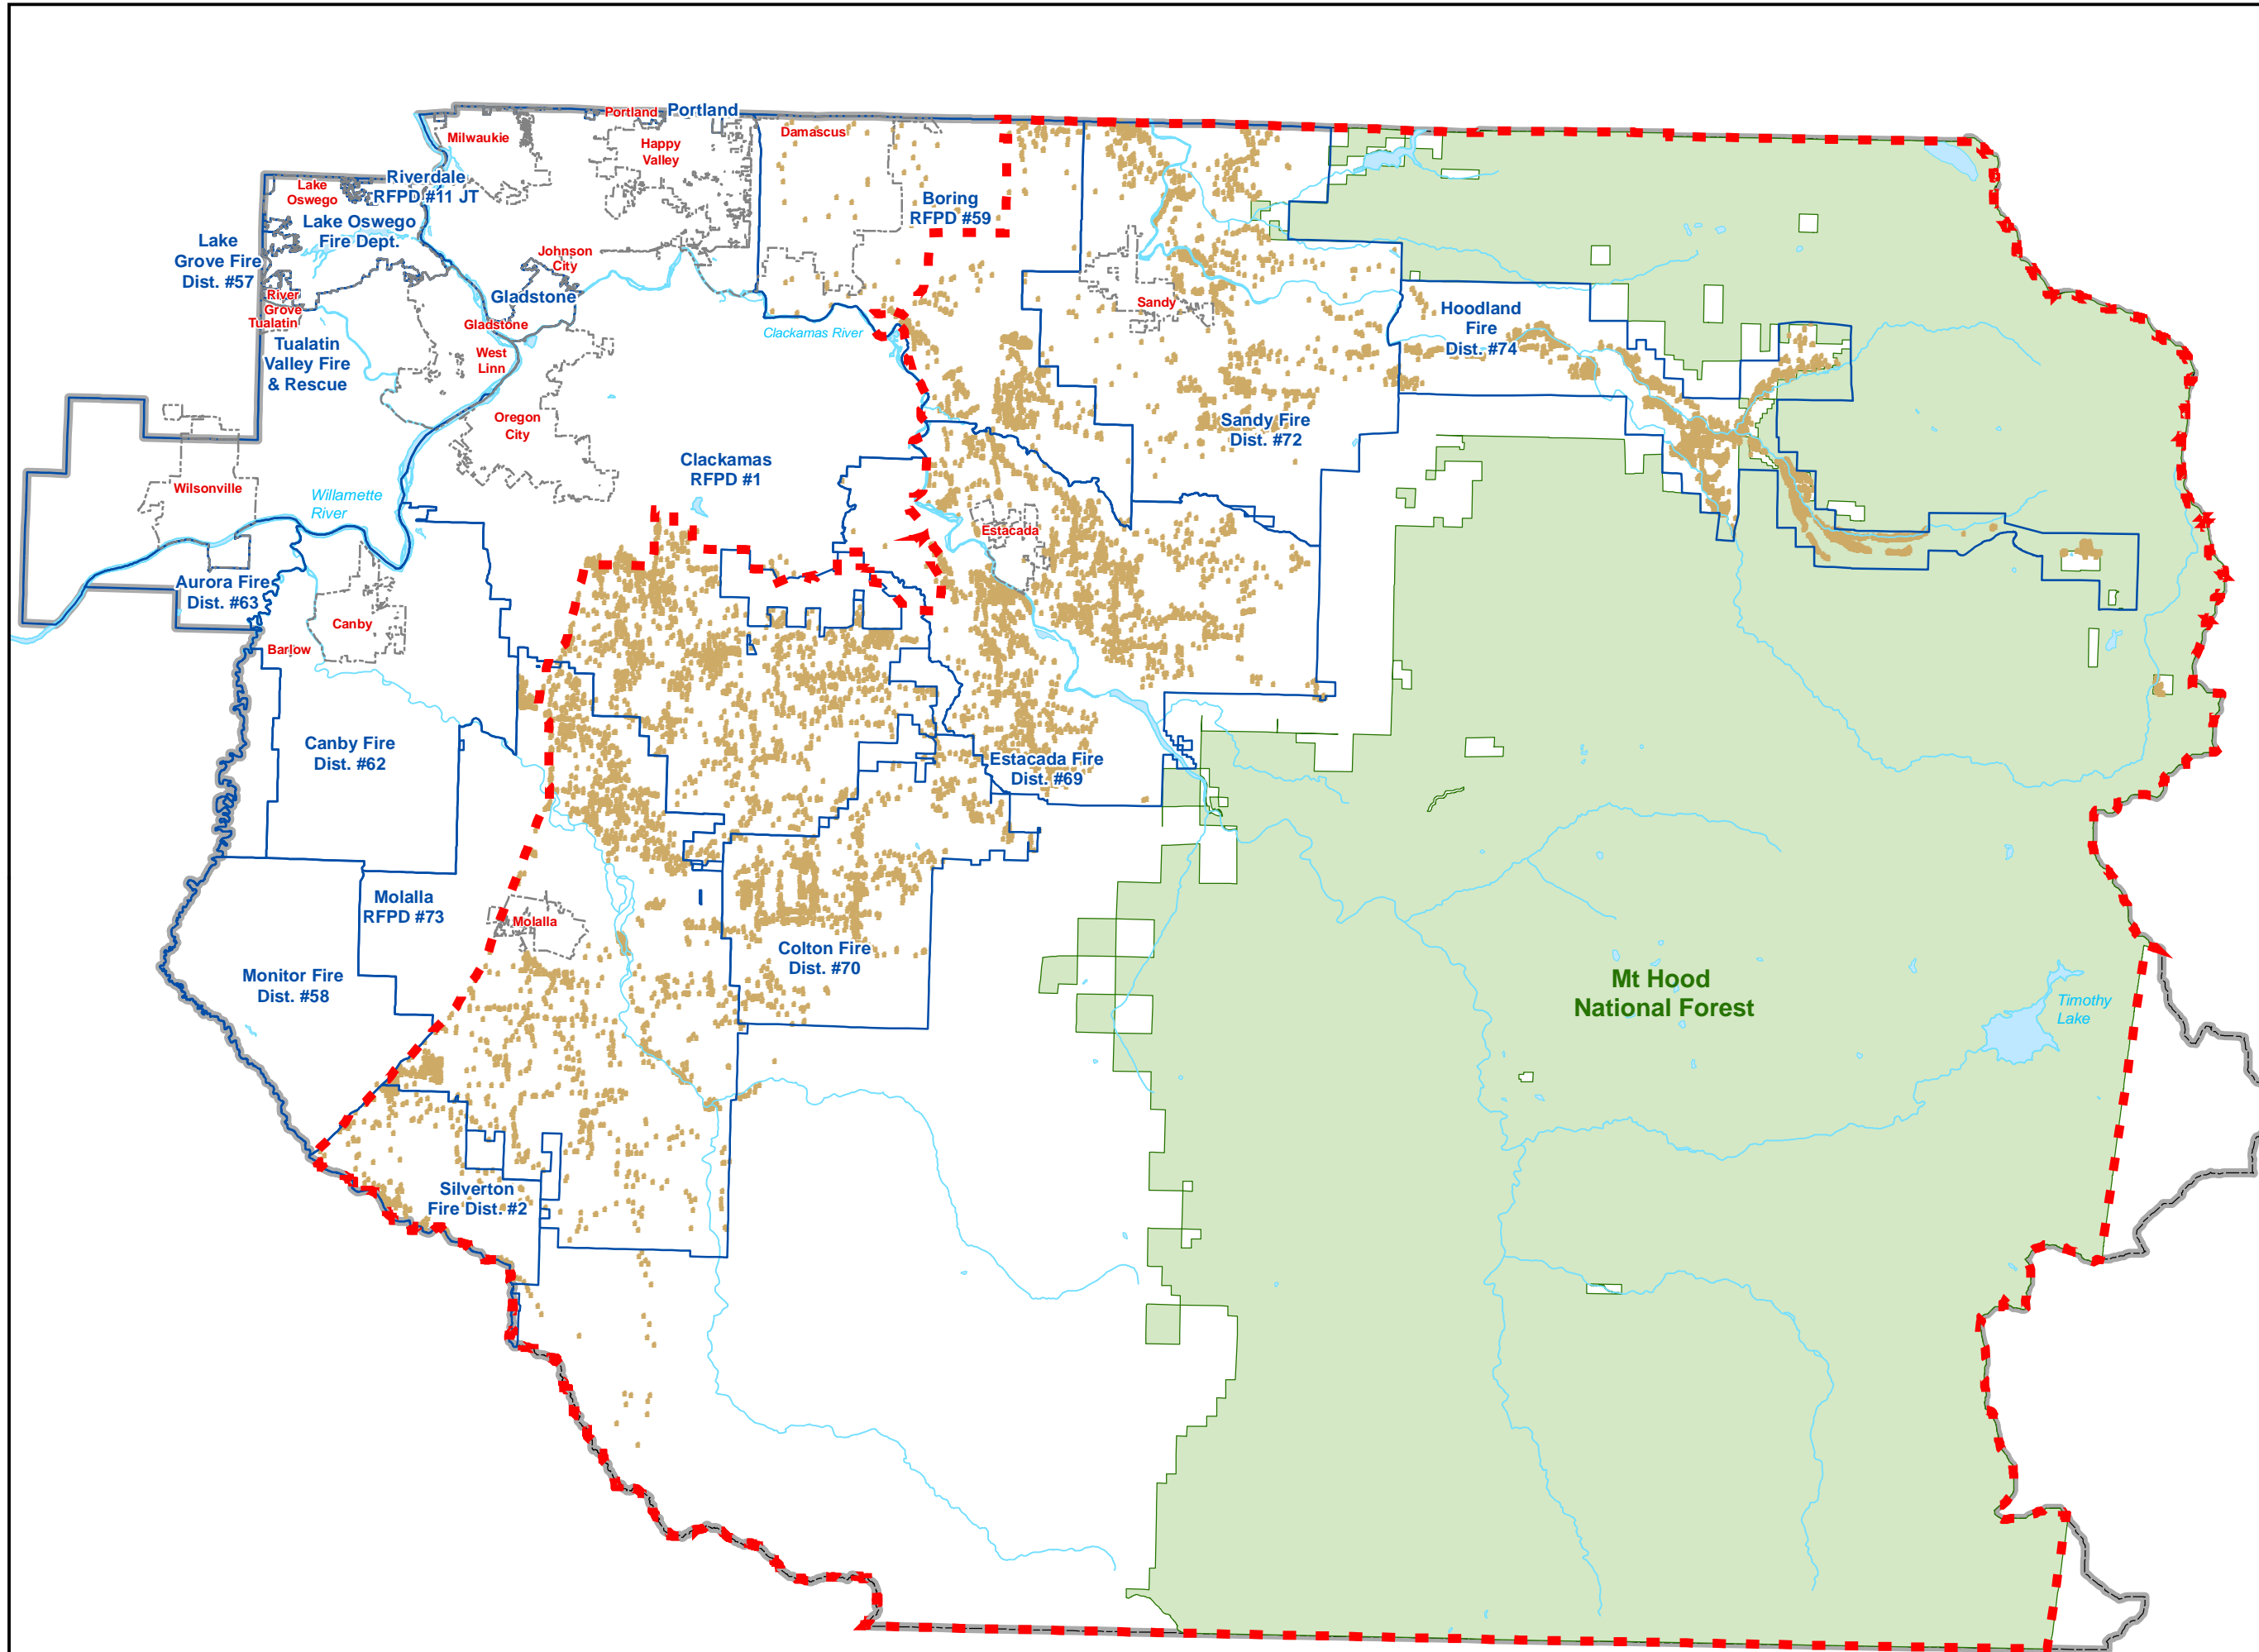 Portland
Portland
Damascus
Milwaukie
Happy
Valley
Riverdale
RFPD #11 JT
Lake
Oswego
Lake Oswego
Fire Dept.
Boring
RFPD #59
Lake
Grove Fire
Dist. #57
Johnson
City
River
Grove
Tualatin
Gladstone
Gladstone
Sandy
Hoodland
Fire
Dist. #74
Clackamas River
Tualatin
Valley Fire
& Rescue
West
Linn
Oregon
City
Sandy Fire
Dist. #72
Clackamas
RFPD #1
Wilsonville
Willamette
River
Estacada
Aurora Fire
Dist. #63
Canby
Barlow
Canby Fire
Dist. #62
Estacada Fire
Dist. #69
Molalla
RFPD #73
Molalla
Colton Fire
Dist. #70
Monitor Fire
Dist. #58
Mt Hood
National Forest
Timothy
Lake
Silverton
Fire Dist. #2